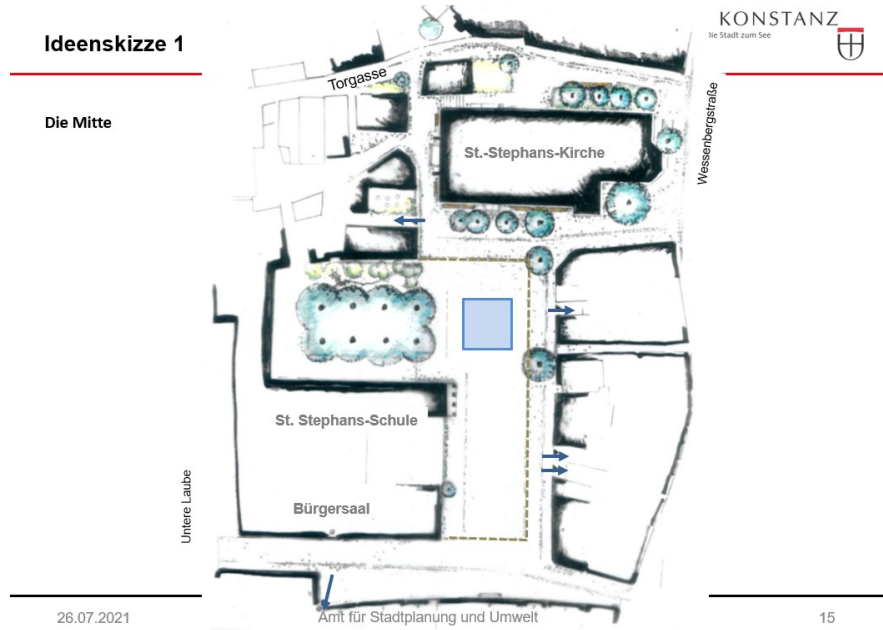 Ideenskizze 1
KONSTANZ
Die Stadt zum See
Die Mitte
Torgasse
Wessenbergstraße
St.-Stephans-Kirche
St. Stephans-Schule
Bürgersaal
Untere Laube
26.07.2021
Amt für Stadtplanung und Umwelt
15